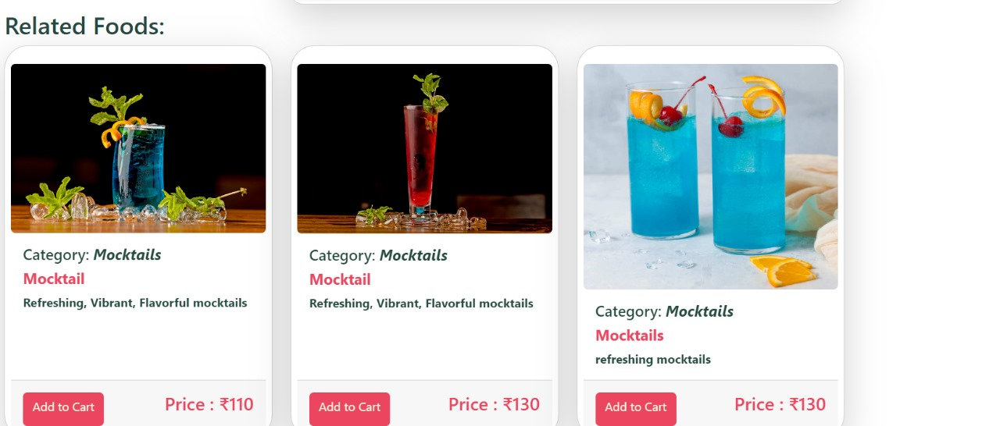 Related Foods:
Category: Mocktails
Mocktail
Refreshing, Vibrant, Flavorful mocktails
Add to Cart
Price : ₹110
Category: Mocktails
Mocktail
Refreshing, Vibrant, Flavorful mocktails
Add to Cart
Price : ₹130
Category: Mocktails
Mocktails
refreshing mocktails
Add to Cart
Price : ₹130